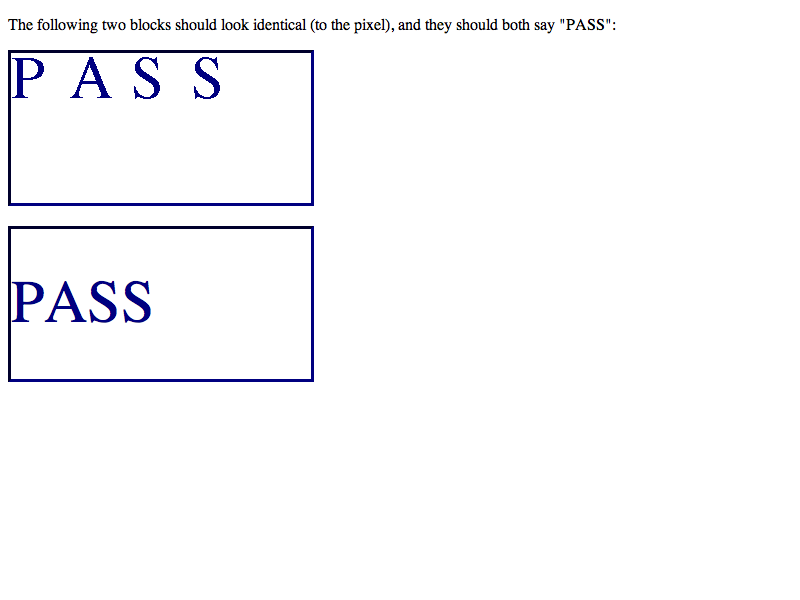 The following two blocks should look identical (to the pixel), and they should both say "PASS":
P A S S
PASS